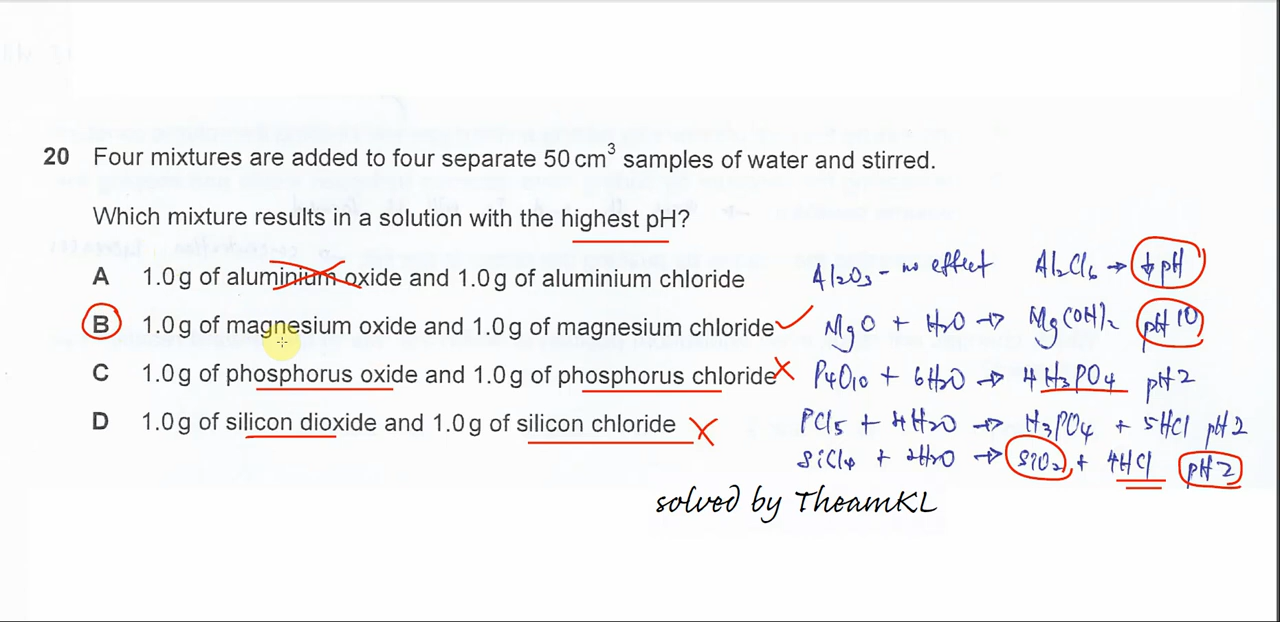 20 Four mixtures are added to four separate 50 cm³ samples of water and stirred.
Which mixture results in a solution with the highest pH?
A 1.0 g of aluminium oxide and 1.0 g of aluminium chloride
Al₂O₃ – no effect Al₂Cl₆ → ↓pH
B 1.0 g of magnesium oxide and 1.0 g of magnesium chloride
MgO + H₂O → Mg(OH)₂ pH 10
C 1.0 g of phosphorus oxide and 1.0 g of phosphorus chloride
P₄O₁₀ + 6H₂O → 4H₃PO₄ pH 2
D 1.0 g of silicon dioxide and 1.0 g of silicon chloride
PCl₅ + 4H₂O → H₃PO₄ + 5HCl pH 2
SiCl₄ + 2H₂O → SiO₂ + 4HCl pH 2
solved by TheamKL